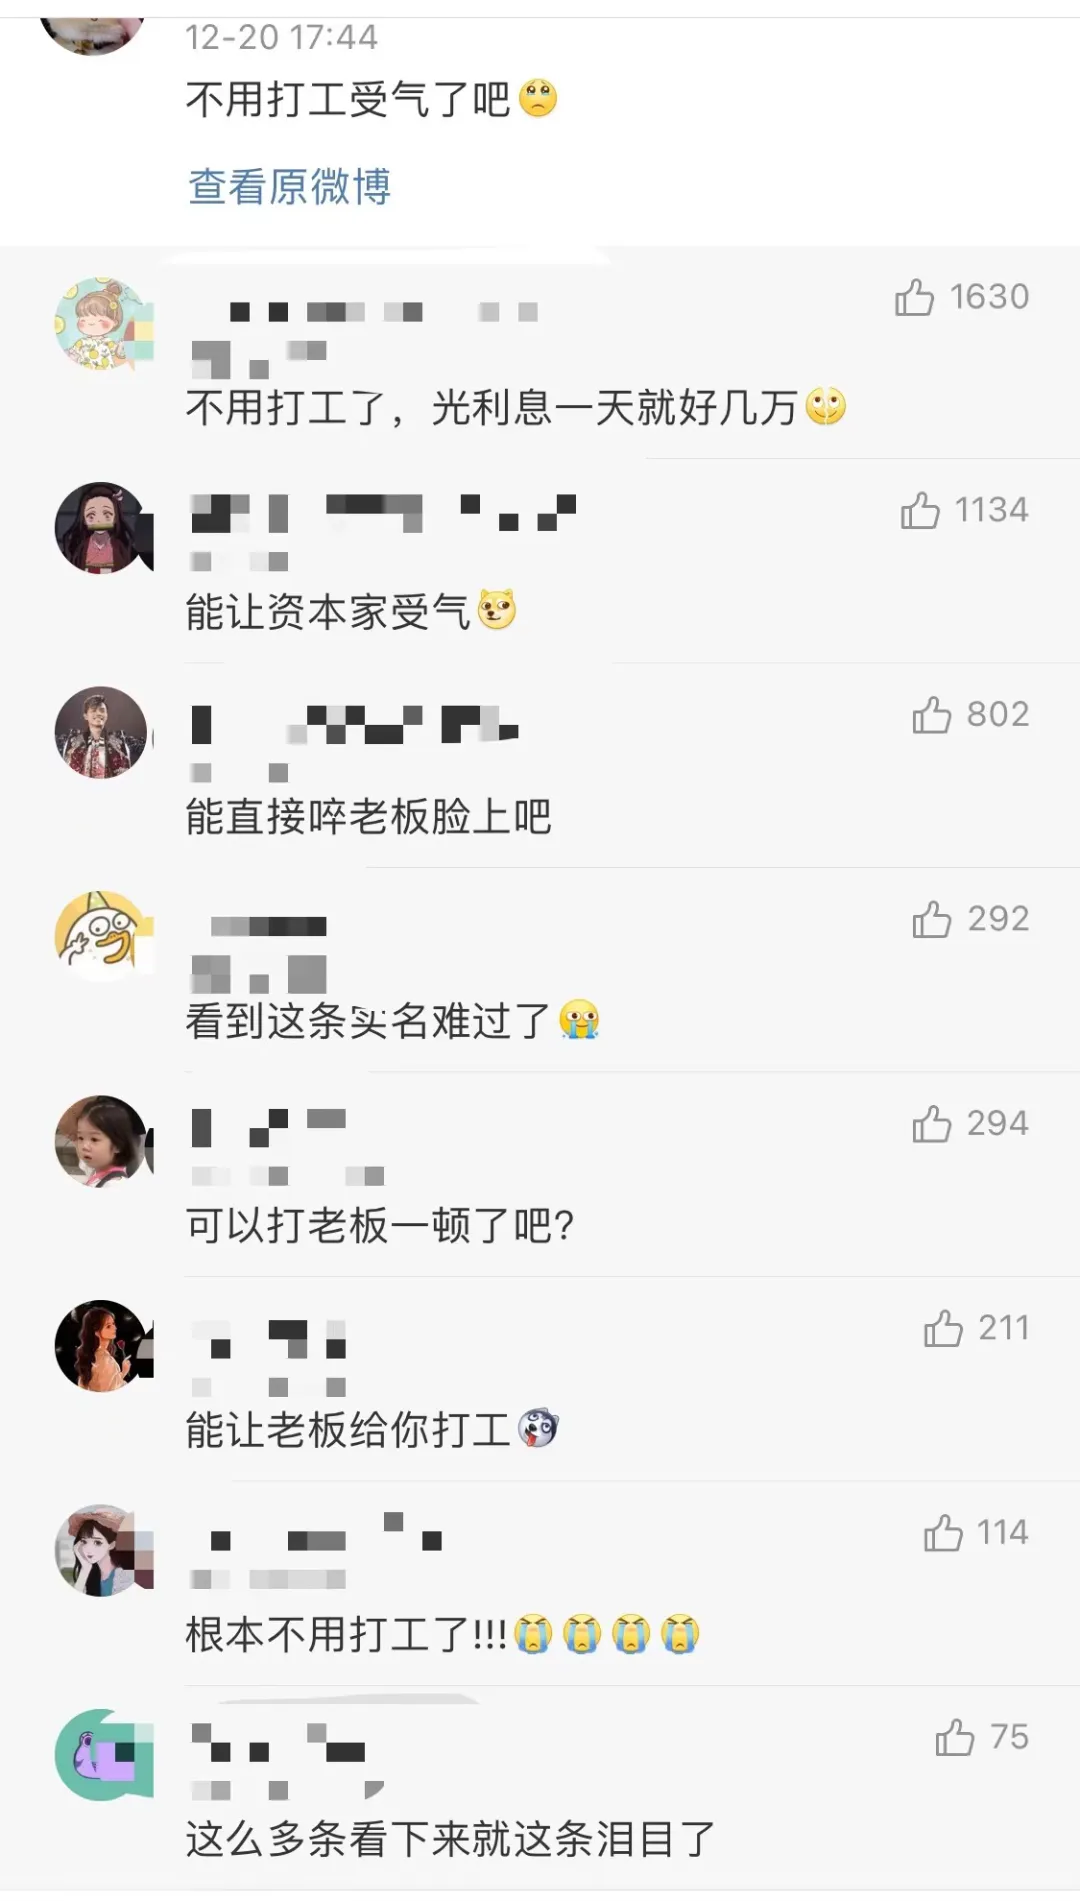 12-20 17:44
不用打工受气了吧
查看原微博
1630
不用打工了，光利息一天就好几万
1134
能让资本家受气
802
能直接啐老板脸上吧
292
看到这条实名难过了
294
可以打老板一顿了吧?
211
能让老板给你打工
114
根本不用打工了!!!
75
这么多条看下来就这条泪目了